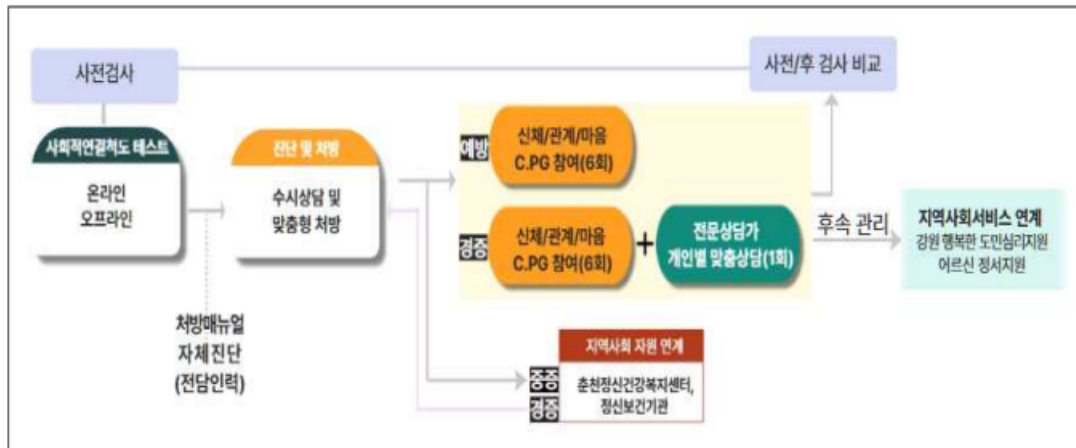 사전검사
사전/후 검사 비교
사회적연결척도 테스트
온라인
오프라인
진단 및 처방
수시상담 및
맞춤형 처방
예방
신체/관계/마음
C.PG 참여(6회)
경증
신체/관계/마음
C.PG 참여(6회)
+
전문상담가
개인별 맞춤상담(1회)
후속 관리
지역사회서비스 연계
강원 행복한 도민심리지원
어르신 정서지원
처방매뉴얼
자체진단
(전담인력)
지역사회 자원 연계
중증
경증
춘천정신건강복지센터,
정신보건기관